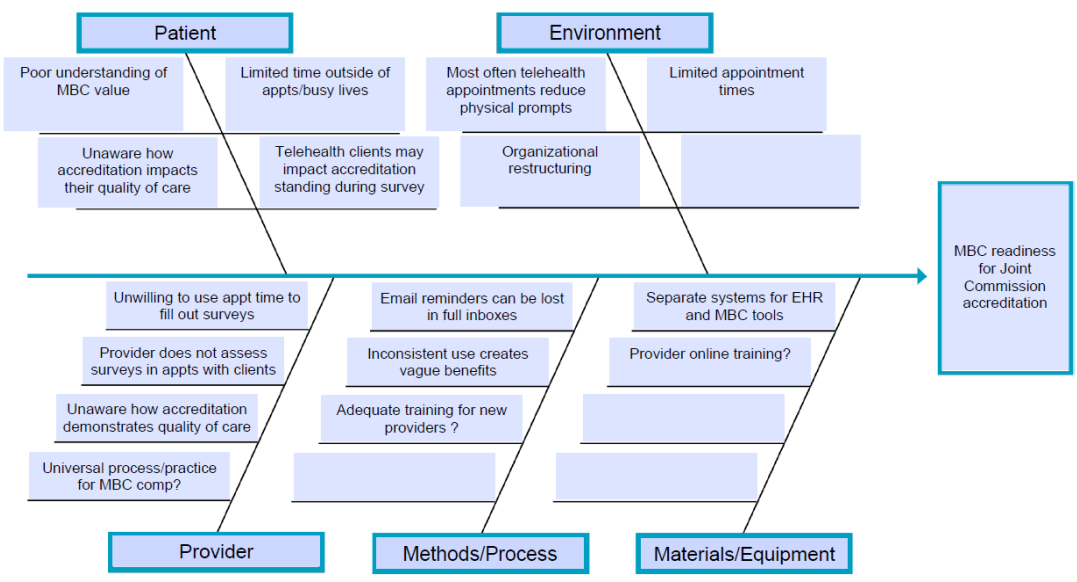 Patient
Environment
Poor understanding of
MBC value
Limited time outside of
appts/busy lives
Most often telehealth
appointments reduce
physical prompts
Limited appointment
times
Unaware how
accreditation impacts
their quality of care
Telehealth clients may
impact accreditation
standing during survey
Organizational
restructuring
MBC readiness
for Joint
Commission
accreditation
Unwilling to use appt time to
fill out surveys
Provider does not assess
surveys in appts with clients
Unaware how accreditation
demonstrates quality of care
Universal process/practice
for MBC comp?
Email reminders can be lost
in full inboxes
Inconsistent use creates
vague benefits
Adequate training for new
providers ?
Separate systems for EHR
and MBC tools
Provider online training?
Provider
Methods/Process
Materials/Equipment